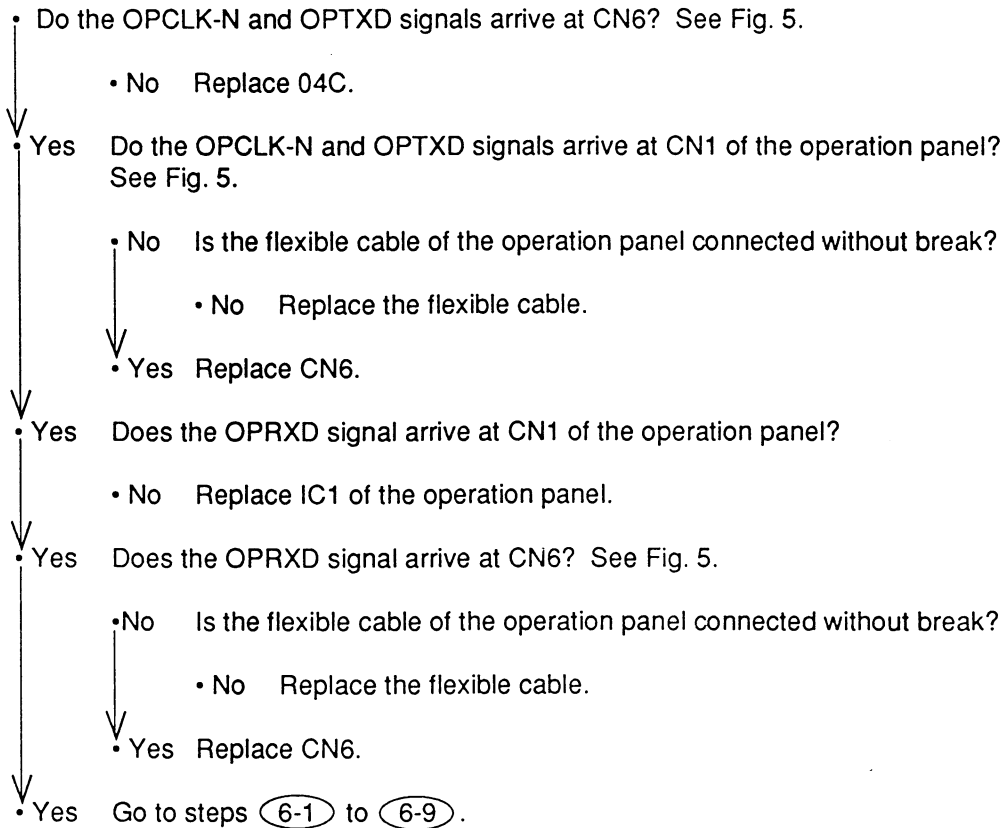 • Do the OPCLK-N and OPTXD signals arrive at CN6? See Fig. 5.
• No Replace 04C.
• Yes Do the OPCLK-N and OPTXD signals arrive at CN1 of the operation panel?
See Fig. 5.
• No Is the flexible cable of the operation panel connected without break?
• No Replace the flexible cable.
• Yes Replace CN6.
• Yes Does the OPRXD signal arrive at CN1 of the operation panel?
• No Replace IC1 of the operation panel.
• Yes Does the OPRXD signal arrive at CN6? See Fig. 5.
•No Is the flexible cable of the operation panel connected without break?
• No Replace the flexible cable.
• Yes Replace CN6.
• Yes Go to steps 6-1 to 6-9.